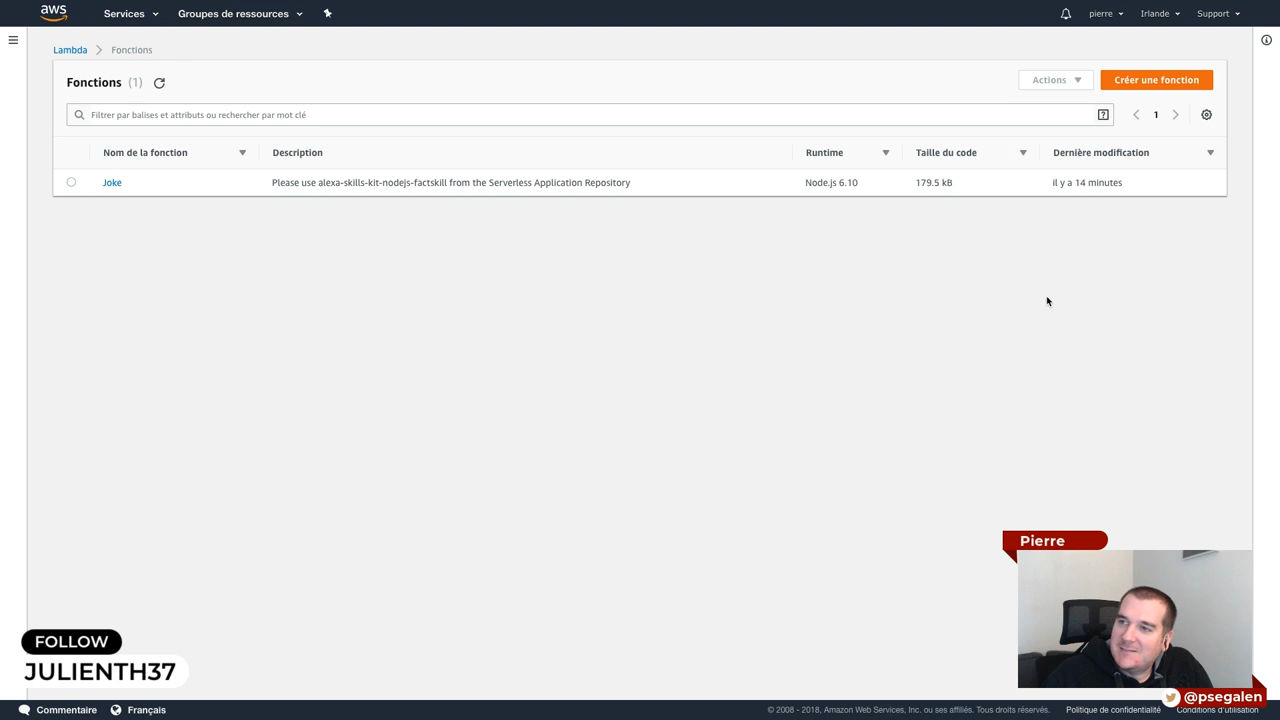 aws Services Groupes de ressources pierre Irlande Support
Lambda Fonctions
Fonctions (1) Actions Créer une fonction
Filtrer par balises et attributs ou rechercher par mot clé ? 1
Nom de la fonction Description Runtime Taille du code Dernière modification
Joke Please use alexa-skills-kit-nodejs-factskill from the Serverless Application Repository Node.js 6.10 179.5 kB il y a 14 minutes
Pierre
FOLLOW
JULIENTH37
@psegalen
Commentaire Français © 2008 - 2018, Amazon Web Services, Inc. ou ses affiliés. Tous droits réservés. Politique de confidentialité Conditions d'utilisation